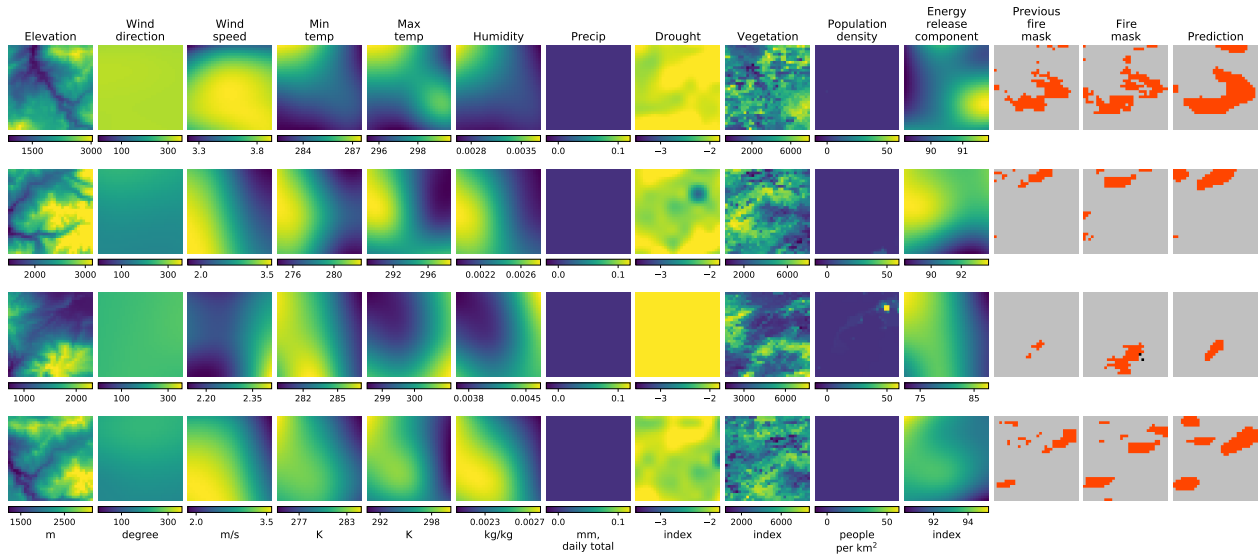 Elevation Wind direction Wind speed Min temp Max temp Humidity Precip Drought Vegetation Population density Energy release component Previous fire mask Fire mask Prediction
1500 3000 100 300 3.3 3.8 284 287 296 298 0.0028 0.0035 0.0 0.1 −3 −2 2000 6000 0 50 90 91
2000 3000 100 300 2.0 3.5 276 280 292 296 0.0022 0.0026 0.0 0.1 −3 −2 2000 6000 0 50 90 92
1000 2000 100 300 2.20 2.35 282 285 299 300 0.0038 0.0045 0.0 0.1 −3 −2 3000 6000 0 50 75 85
1500 2500 100 300 2.0 3.5 277 283 292 298 0.0023 0.0027 0.0 0.1 −3 −2 2000 6000 0 50 92 94
m degree m/s K K kg/kg mm, daily total index index people per km² index